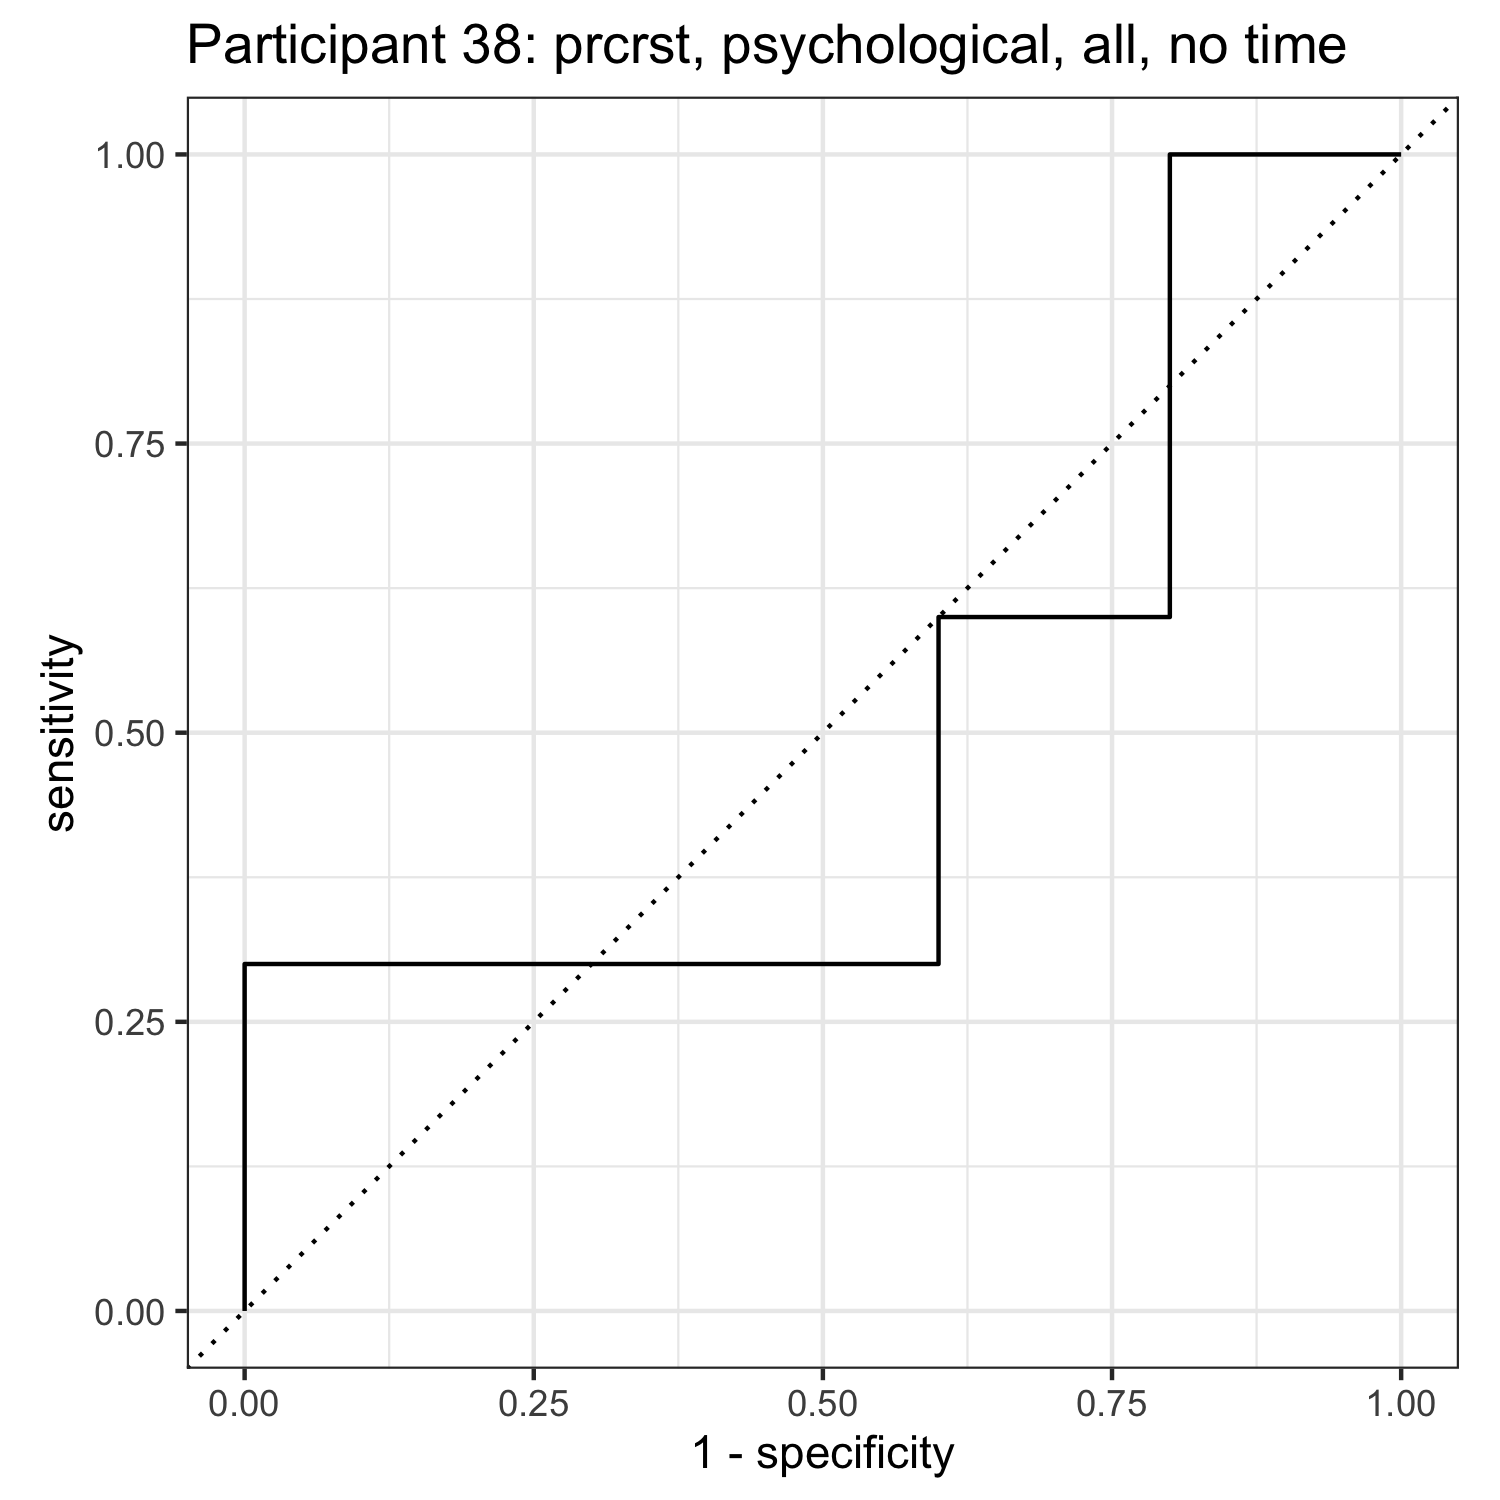 Participant 38: prcrst, psychological, all, no time
1.00
0.75
0.50
0.25
0.00
sensitivity
0.00 0.25 0.50 0.75 1.00
1 - specificity